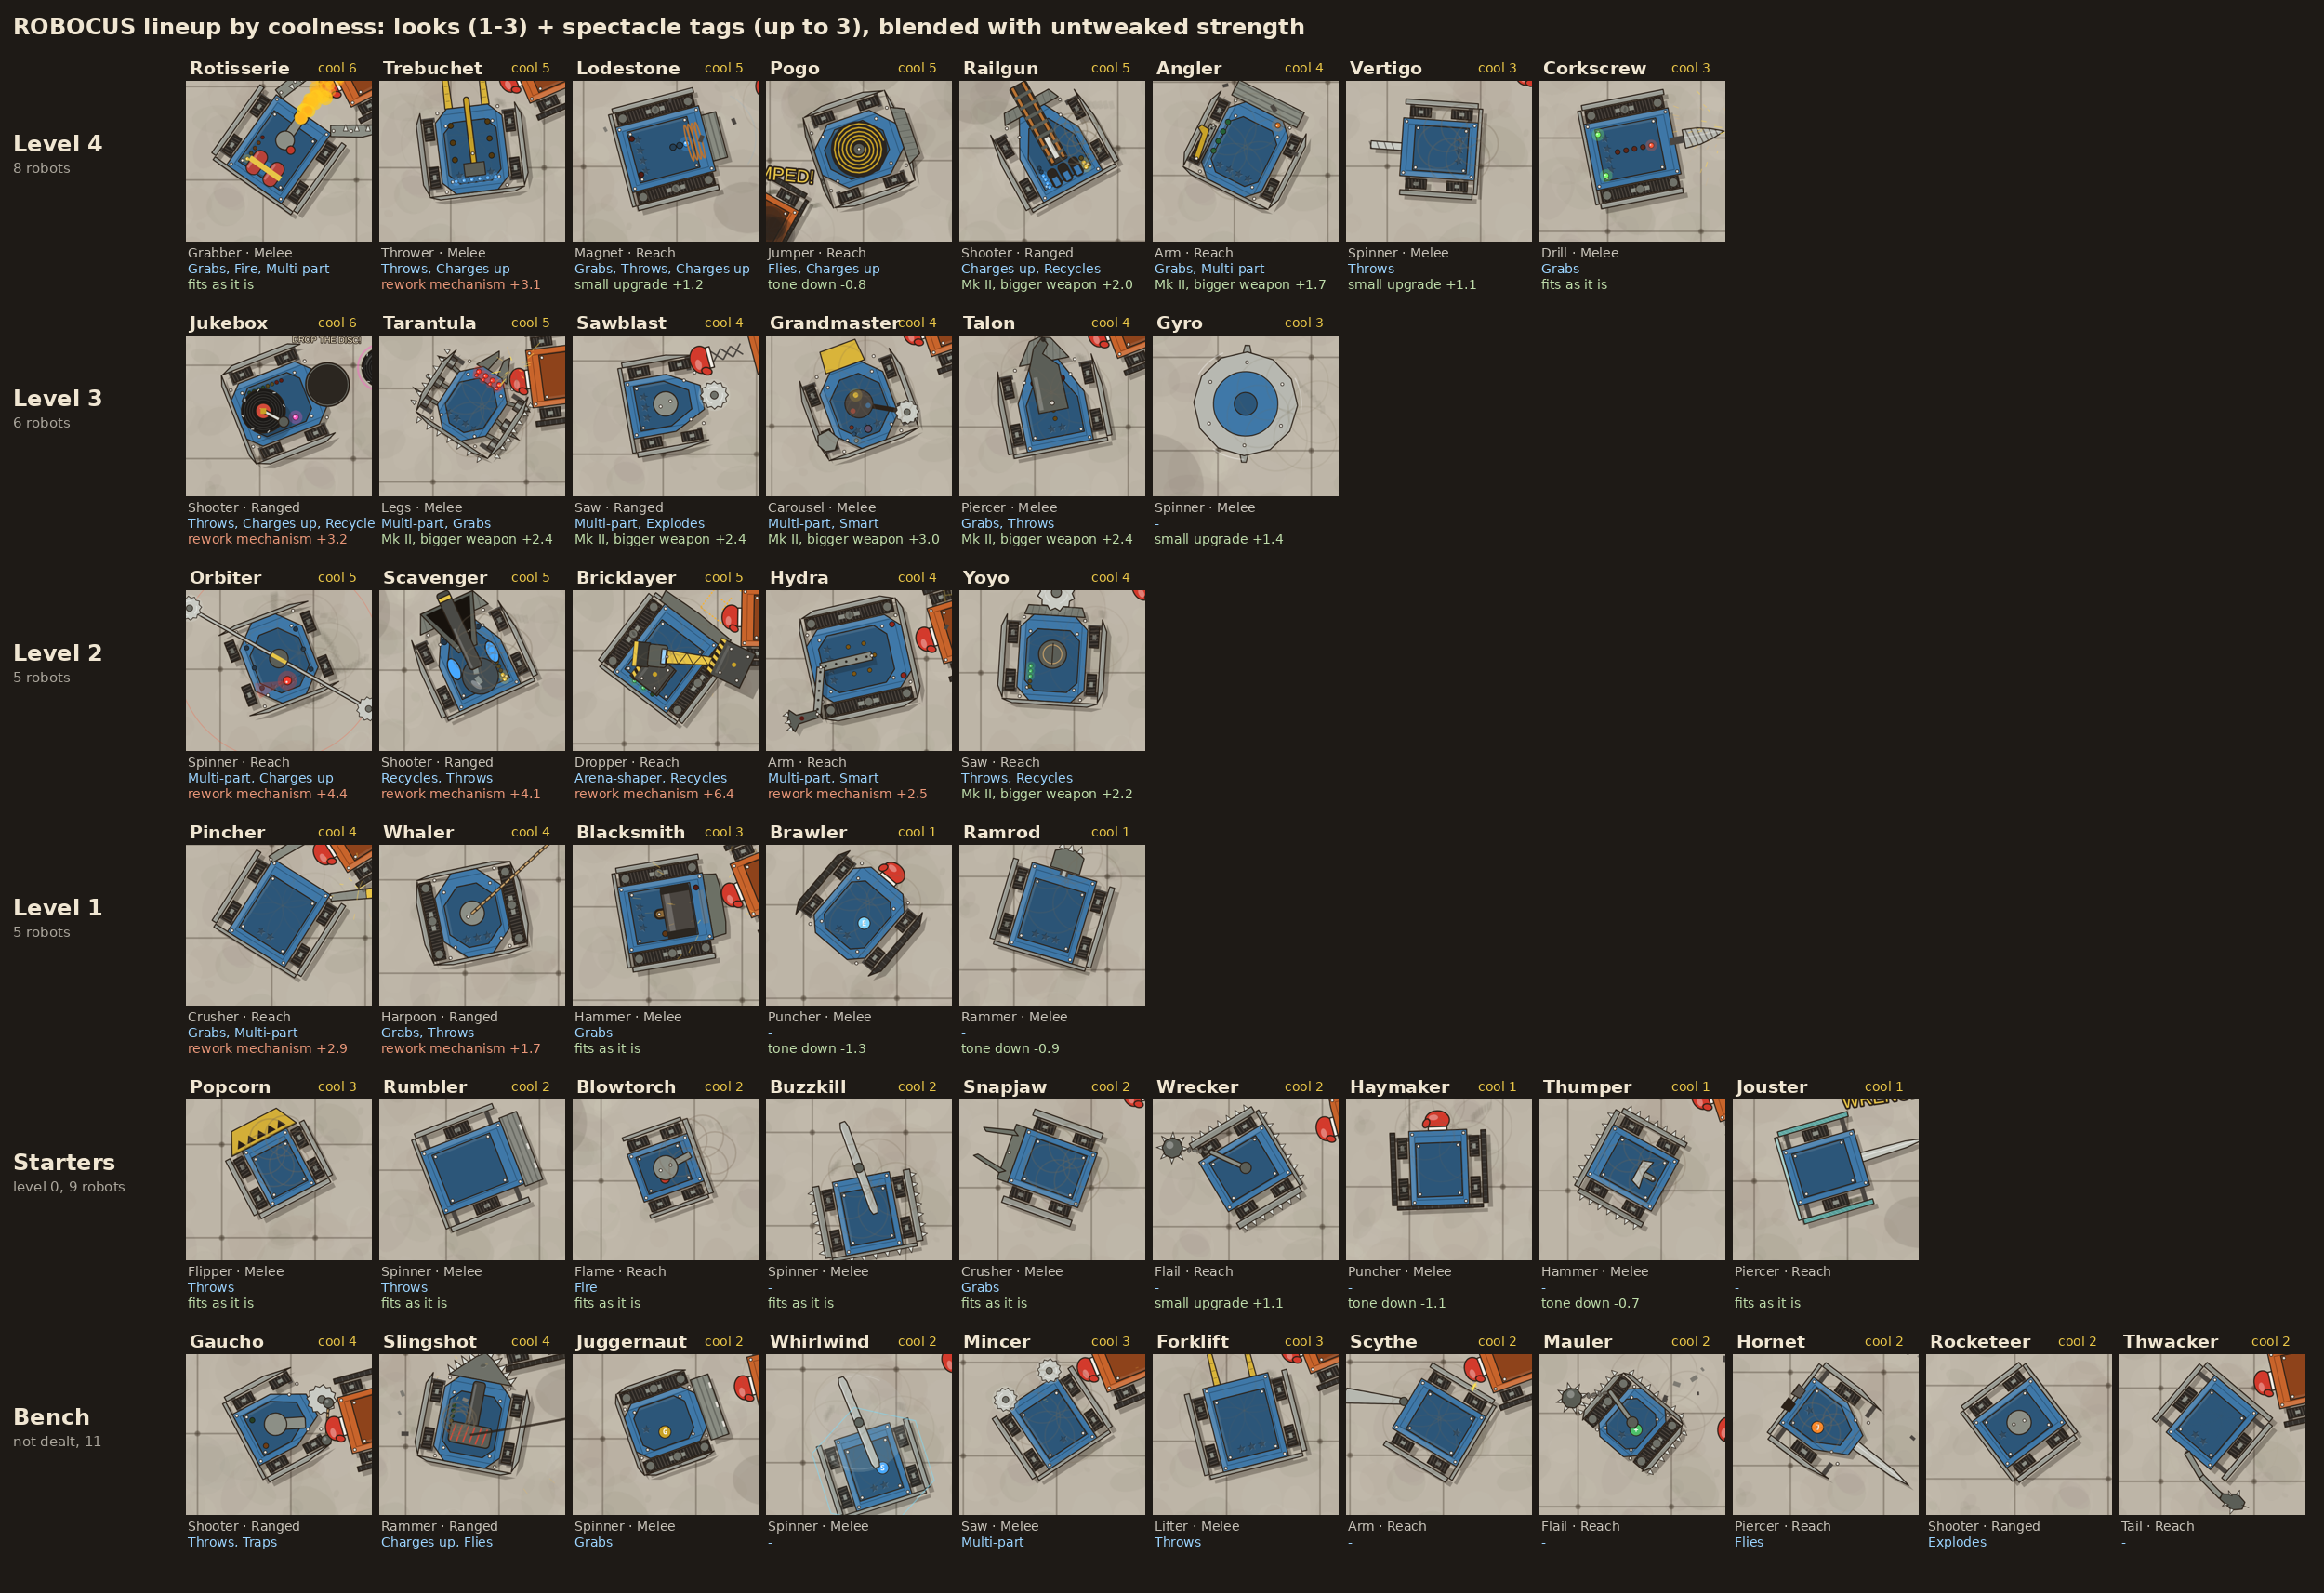 ROBOCUS lineup by coolness: looks (1-3) + spectacle tags (up to 3), blended with untweaked strength
Level 4
8 robots
Rotisserie cool 6
Grabber · Melee
Grabs, Fire, Multi-part
fits as it is
Trebuchet cool 5
Thrower · Melee
Throws, Charges up
rework mechanism +3.1
Lodestone cool 5
Magnet · Reach
Grabs, Throws, Charges up
small upgrade +1.2
Pogo cool 5
MPED!
Jumper · Reach
Flies, Charges up
tone down -0.8
Railgun cool 5
Shooter · Ranged
Charges up, Recycles
Mk II, bigger weapon +2.0
Angler cool 4
Arm · Reach
Grabs, Multi-part
Mk II, bigger weapon +1.7
Vertigo cool 3
Spinner · Melee
Throws
small upgrade +1.1
Corkscrew cool 3
Drill · Melee
Grabs
fits as it is
Level 3
6 robots
Jukebox cool 6
DROP THE DISC!
Shooter · Ranged
Throws, Charges up, Recycle
rework mechanism +3.2
Tarantula cool 5
Legs · Melee
Multi-part, Grabs
Mk II, bigger weapon +2.4
Sawblast cool 4
Saw · Ranged
Multi-part, Explodes
Mk II, bigger weapon +2.4
Grandmaster cool 4
Carousel · Melee
Multi-part, Smart
Mk II, bigger weapon +3.0
Talon cool 4
Piercer · Melee
Grabs, Throws
Mk II, bigger weapon +2.4
Gyro cool 3
Spinner · Melee
-
small upgrade +1.4
Level 2
5 robots
Orbiter cool 5
Spinner · Reach
Multi-part, Charges up
rework mechanism +4.4
Scavenger cool 5
Shooter · Ranged
Recycles, Throws
rework mechanism +4.1
Bricklayer cool 5
Dropper · Reach
Arena-shaper, Recycles
rework mechanism +6.4
Hydra cool 4
Arm · Reach
Multi-part, Smart
rework mechanism +2.5
Yoyo cool 4
Saw · Reach
Throws, Recycles
Mk II, bigger weapon +2.2
Level 1
5 robots
Pincher cool 4
Crusher · Reach
Grabs, Multi-part
rework mechanism +2.9
Whaler cool 4
Harpoon · Ranged
Grabs, Throws
rework mechanism +1.7
Blacksmith cool 3
Hammer · Melee
Grabs
fits as it is
Brawler cool 1
Puncher · Melee
-
tone down -1.3
Ramrod cool 1
Rammer · Melee
-
tone down -0.9
Starters
level 0, 9 robots
Popcorn cool 3
Flipper · Melee
Throws
fits as it is
Rumbler cool 2
Spinner · Melee
Throws
fits as it is
Blowtorch cool 2
Flame · Reach
Fire
fits as it is
Buzzkill cool 2
Spinner · Melee
-
fits as it is
Snapjaw cool 2
Crusher · Melee
Grabs
fits as it is
Wrecker cool 2
Flail · Reach
-
small upgrade +1.1
Haymaker cool 1
Puncher · Melee
-
tone down -1.1
Thumper cool 1
Hammer · Melee
-
tone down -0.7
Jouster cool 1
Piercer · Reach
-
fits as it is
Bench
not dealt, 11
Gaucho cool 4
Shooter · Ranged
Throws, Traps
Slingshot cool 4
Rammer · Ranged
Charges up, Flies
Juggernaut cool 2
G
Spinner · Melee
Grabs
Whirlwind cool 2
Spinner · Melee
-
Mincer cool 3
Saw · Melee
Multi-part
Forklift cool 3
Lifter · Melee
Throws
Scythe cool 2
Arm · Reach
-
Mauler cool 2
Flail · Reach
-
Hornet cool 2
Piercer · Reach
Flies
Rocketeer cool 2
Shooter · Ranged
Explodes
Thwacker cool 2
Tail · Reach
-